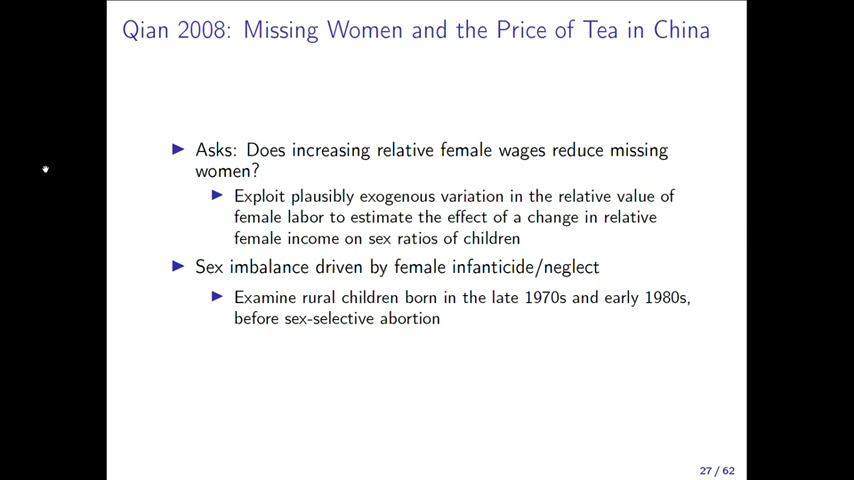 Qian 2008: Missing Women and the Price of Tea in China
Asks: Does increasing relative female wages reduce missing
women?
Exploit plausibly exogenous variation in the relative value of
female labor to estimate the effect of a change in relative
female income on sex ratios of children
Sex imbalance driven by female infanticide/neglect
Examine rural children born in the late 1970s and early 1980s,
before sex-selective abortion
27 / 62